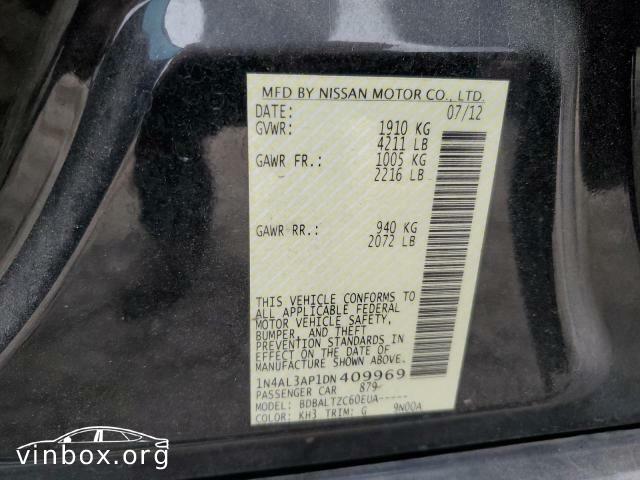 MFD BY NISSAN MOTOR CO., LTD.
DATE: 07/12
GVWR: 1910 KG
4211 LB
GAWR FR.: 1005 KG
2216 LB
GAWR RR.: 940 KG
2072 LB
THIS VEHICLE CONFORMS TO
ALL APPLICABLE FEDERAL
MOTOR VEHICLE SAFETY,
BUMPER, AND THEFT
PREVENTION STANDARDS IN
EFFECT ON THE DATE OF
MANUFACTURE SHOWN ABOVE.
1N4AL3AP1DN 409969
PASSENGER CAR 879
MODEL: BDBALTZC60EUA-----
COLOR: KH3 TRIM: G 9N00A
vinbox.org